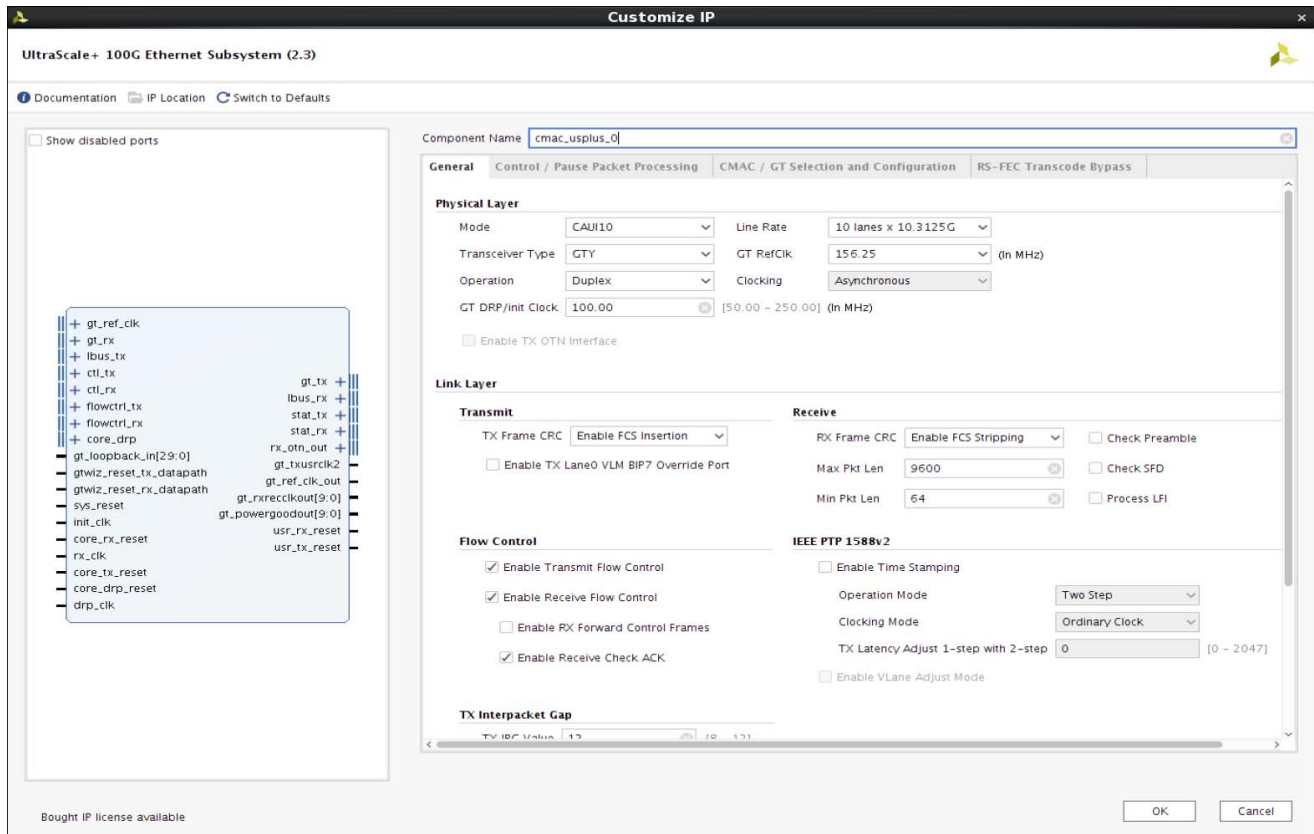 Customize IP
UltraScale+ 100G Ethernet Subsystem (2.3)
Documentation IP Location Switch to Defaults
Show disabled ports
+ gt_ref_clk
+ gt_rx
+ lbus_tx
+ ctl_tx
+ ctl_rx
+ flowctrl_tx
+ flowctrl_rx
+ core_drp
gt_loopback_in[29:0]
gtwiz_reset_tx_datapath
gtwiz_reset_rx_datapath
sys_reset
init_clk
core_rx_reset
rx_clk
core_tx_reset
core_drp_reset
drp_clk
gt_tx +
lbus_rx +
stat_tx +
stat_rx +
rx_otn_out +
gt_txusrclk2
gt_ref_clk_out
gt_rxrecclkout[9:0]
gt_powergoodout[9:0]
usr_rx_reset
usr_tx_reset
Component Name cmac_usplus_0
General Control / Pause Packet Processing CMAC / GT Selection and Configuration RS-FEC Transcode Bypass
Physical Layer
Mode CAUI10 Line Rate 10 lanes x 10.3125G
Transceiver Type GTY GT RefClk 156.25 (In MHz)
Operation Duplex Clocking Asynchronous
GT DRP/init Clock 100.00 [50.00 - 250.00] (In MHz)
Enable TX OTN Interface
Link Layer
Transmit
TX Frame CRC Enable FCS Insertion
Enable TX Lane0 VLM BIP7 Override Port
Receive
RX Frame CRC Enable FCS Stripping Check Preamble
Max Pkt Len 9600 Check SFD
Min Pkt Len 64 Process LFI
Flow Control
Enable Transmit Flow Control
Enable Receive Flow Control
Enable RX Forward Control Frames
Enable Receive Check ACK
IEEE PTP 1588v2
Enable Time Stamping
Operation Mode Two Step
Clocking Mode Ordinary Clock
TX Latency Adjust 1-step with 2-step 0 [0 - 2047]
Enable VLane Adjust Mode
TX Interpacket Gap
TX IPG Value 12 [8 - 12]
Bought IP license available
OK Cancel